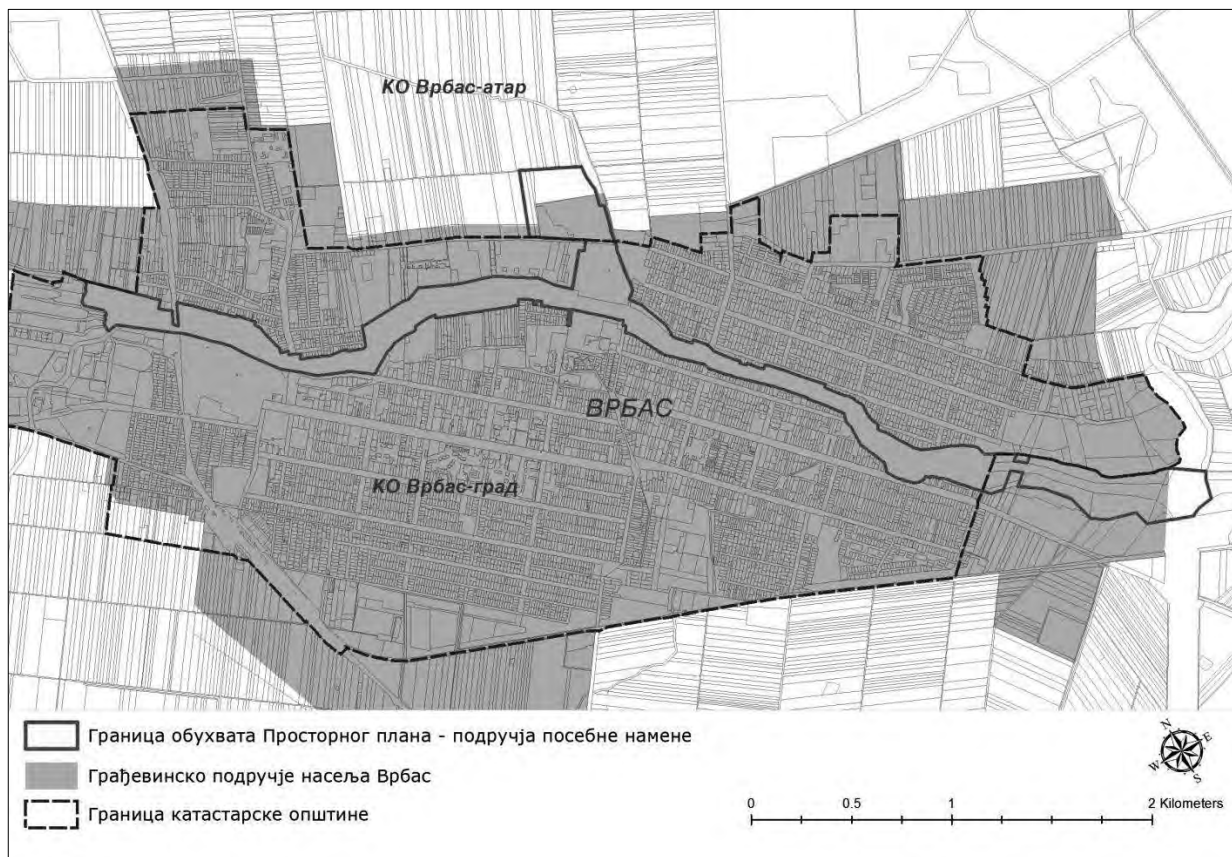 КО Врбас-атар
ВРБАС
КО Врбас-град
Граница обухвата Просторног плана - подручја посебне намене
Грађевинско подручје насеља Врбас
Граница катастарске општине
N
E
W
S
0 0.5 1 2 Kilometers